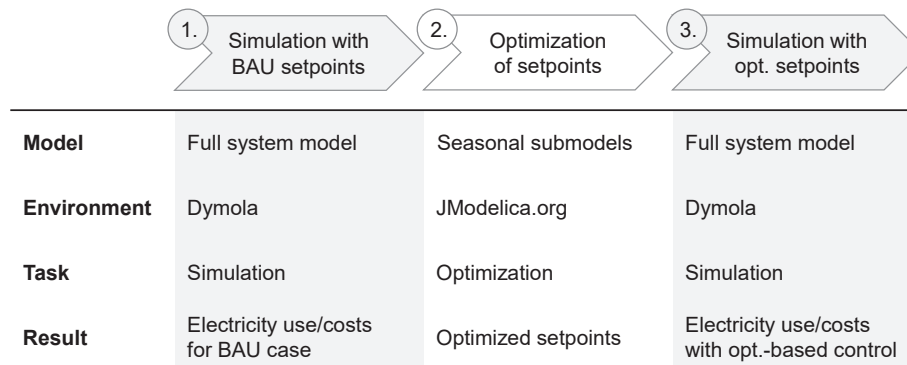 1.
Simulation with
BAU setpoints
2.
Optimization
of setpoints
3.
Simulation with
opt. setpoints
Model
Full system model
Seasonal submodels
Full system model
Environment
Dymola
JModelica.org
Dymola
Task
Simulation
Optimization
Simulation
Result
Electricity use/costs
for BAU case
Optimized setpoints
Electricity use/costs
with opt.-based control